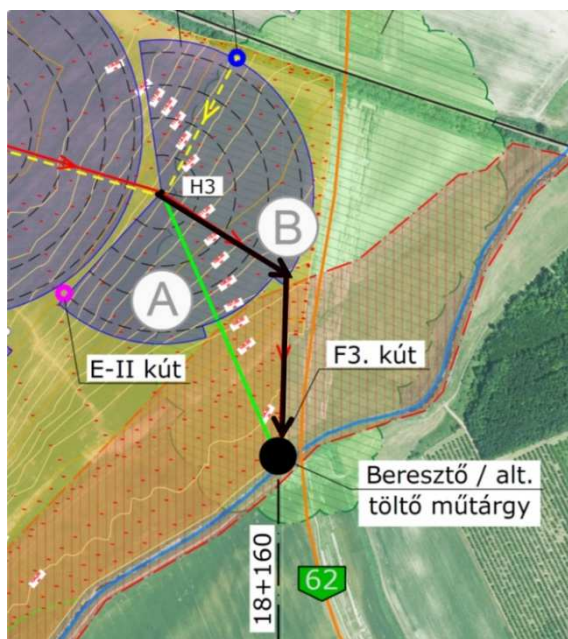 H3
B
A
E-II kút
F3. kút
Beresztő / alt.
töltő műtárgy
18+160
62